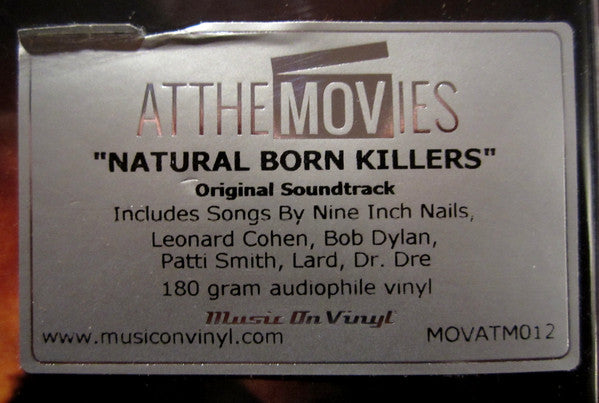 ATTHEMOVIES
"NATURAL BORN KILLERS"
Original Soundtrack
Includes Songs By Nine Inch Nails,
Leonard Cohen, Bob Dylan,
Patti Smith, Lard, Dr. Dre
180 gram audiophile vinyl
Music On Vinyl
www.musiconvinyl.com MOVATM012